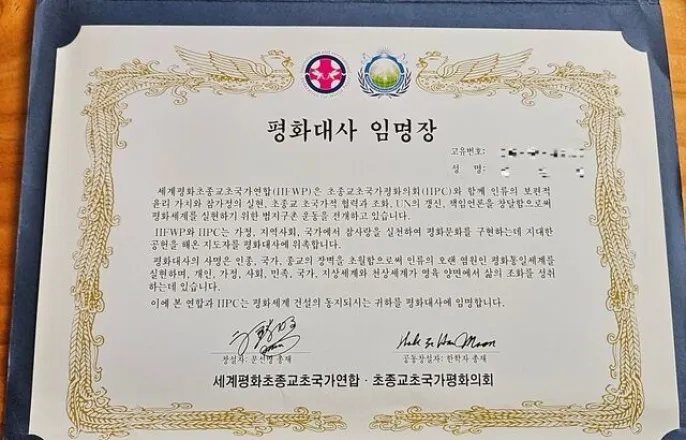 평화대사 임명장
고유번호:
성 명:
세계평화초종교초국가연합(IIFWP)은 초종교초국가평화의회(IIPC)와 함께 인류의 보편적
윤리 가치와 참가정의 실현, 초종교 초국가적 협력과 조화, UN의 갱신, 책임언론을 창달함으로써
평화세계를 실현하기 위한 범지구촌 운동을 전개하고 있습니다.
IIFWP와 IIPC는 가정, 지역사회, 국가에서 참사랑을 실천하여 평화문화를 구현하는데 지대한
공헌을 해온 지도자를 평화대사에 위촉합니다.
평화대사의 사명은 인종, 국가, 종교의 장벽을 초월함으로써 인류의 오랜 염원인 평화통일세계를
실현하며, 개인, 가정, 사회, 민족, 국가, 지상세계와 천상세계가 영육 양면에서 삶의 조화를 성취
하는데 있습니다.
이에 본 연합과 IIPC는 평화세계 건설의 동지되시는 귀하를 평화대사에 임명합니다.
Hak Ja Han Moon
창설자: 문선명 총재
공동창설자: 한학자 총재
세계평화초종교초국가연합 · 초종교초국가평화의회